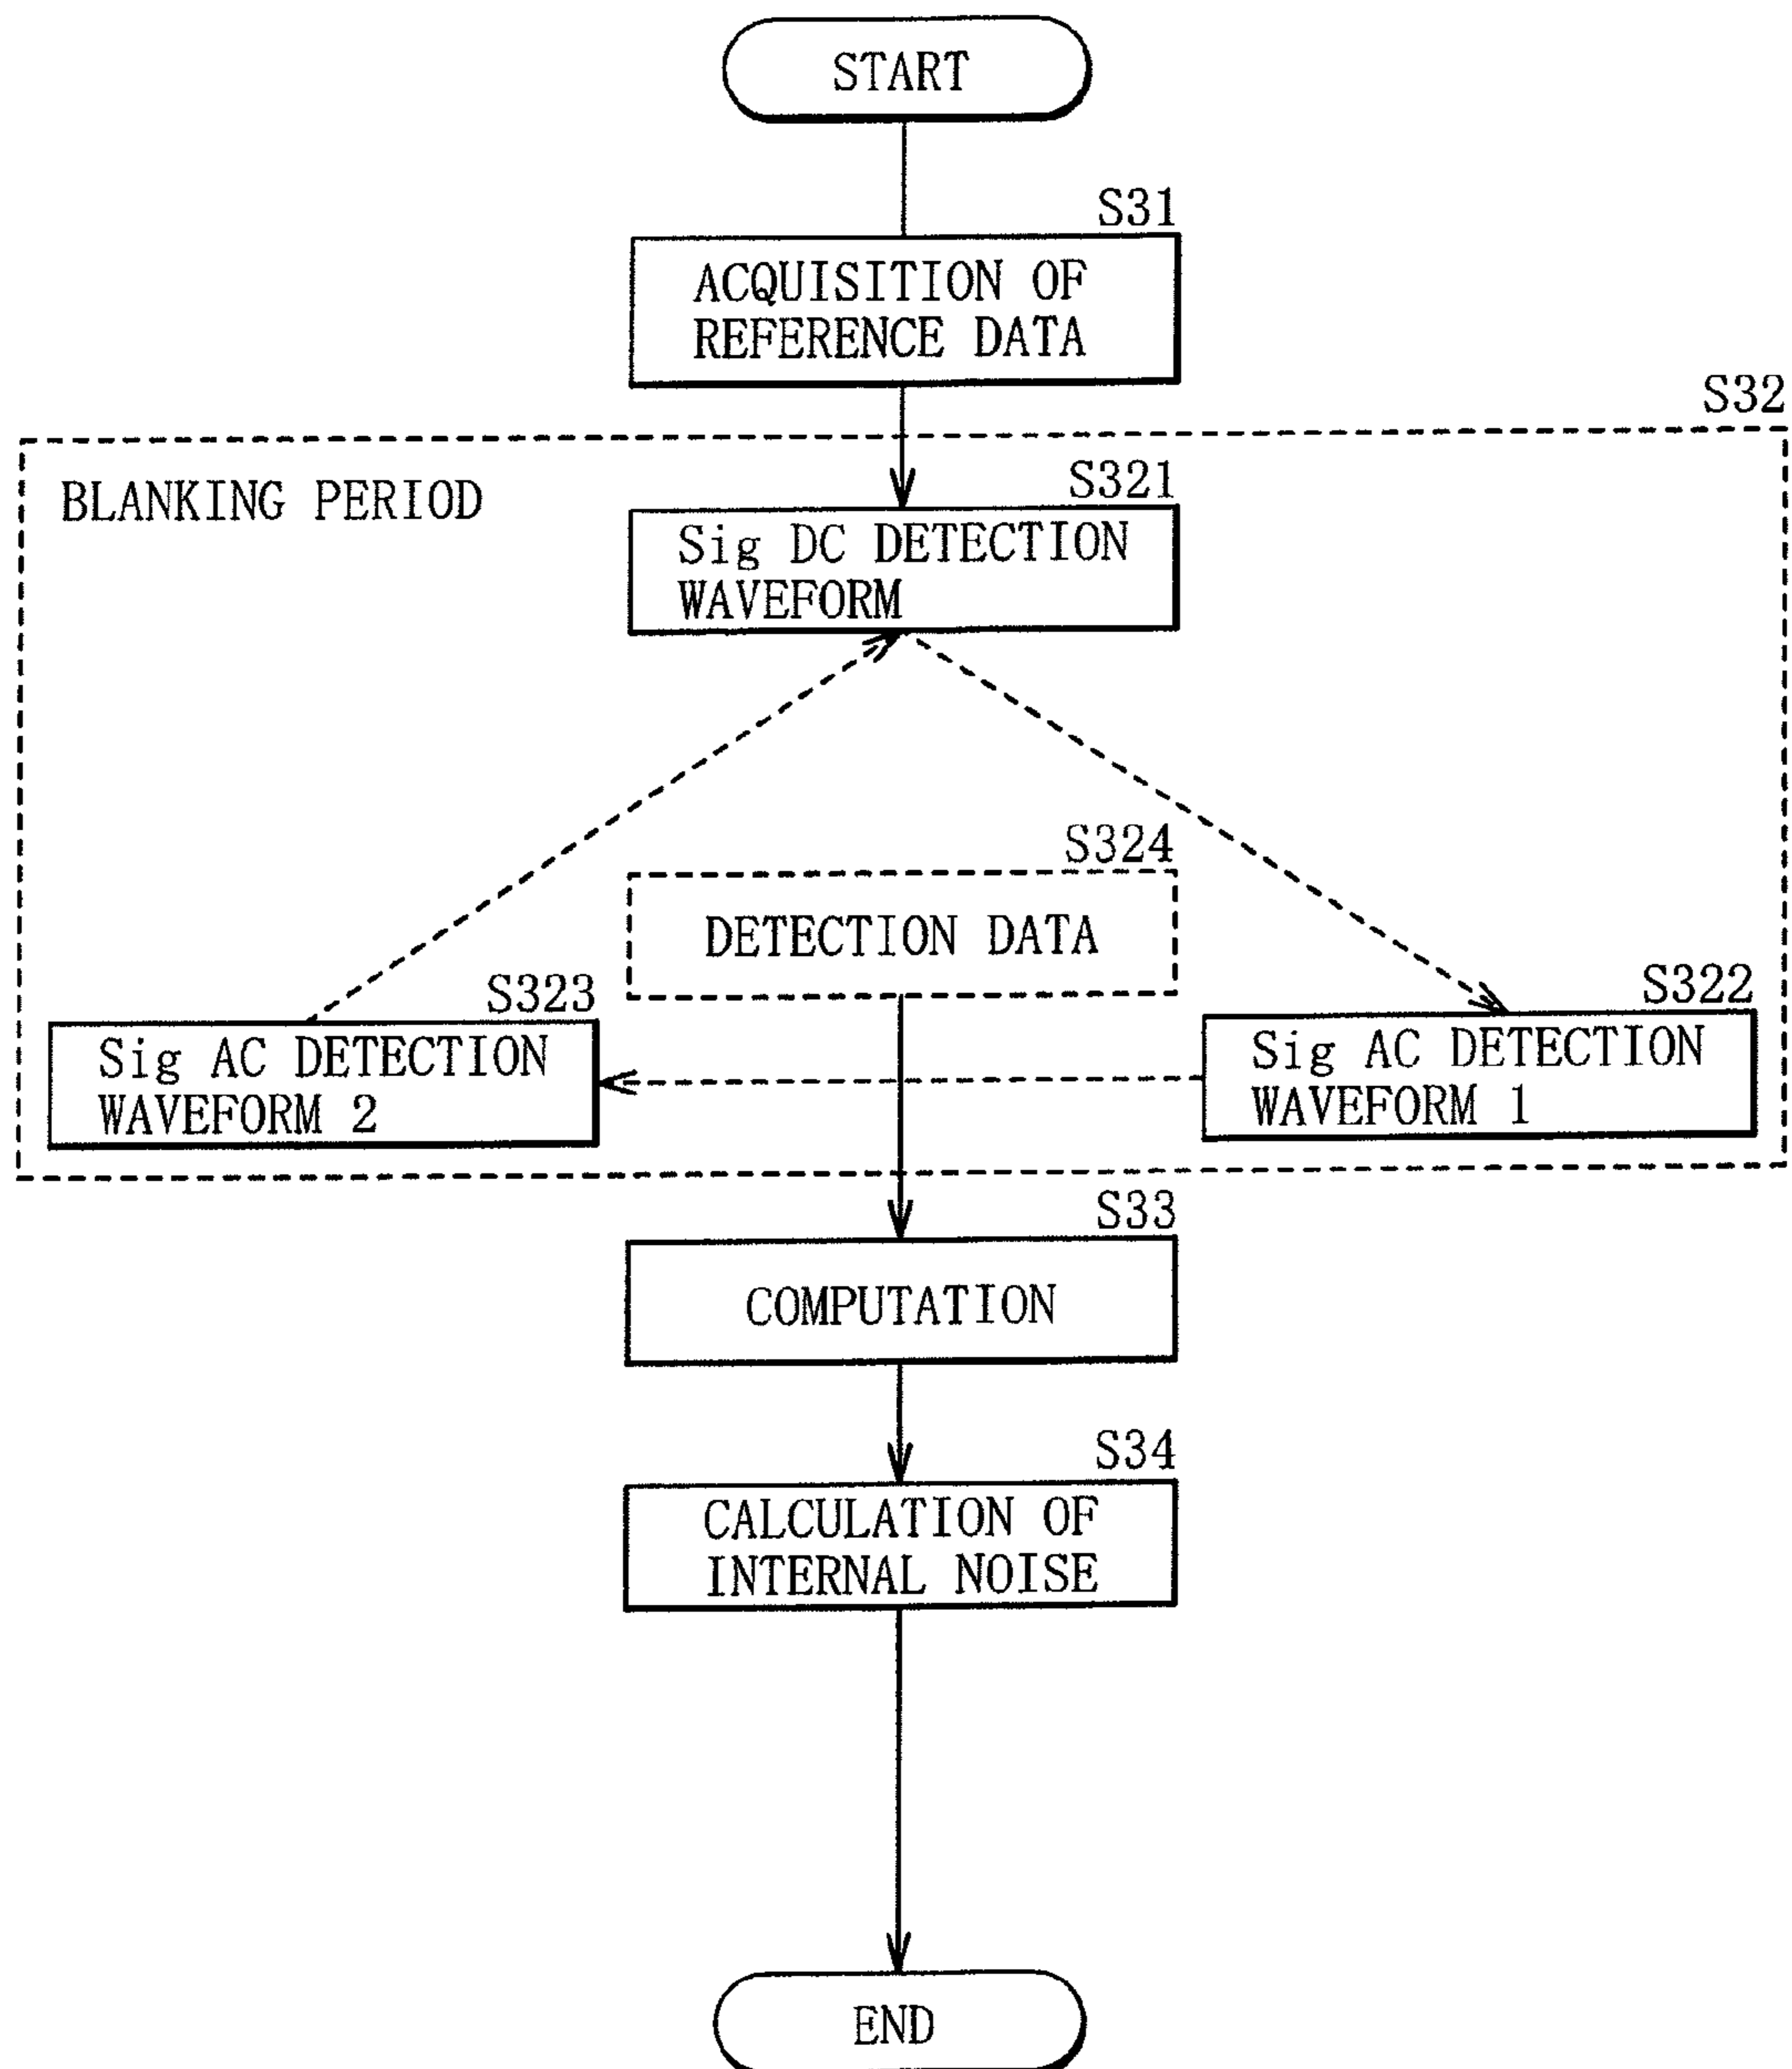 START
S31
ACQUISITION OF
REFERENCE DATA
S32
BLANKING PERIOD
S321
Sig DC DETECTION
WAVEFORM
S324
DETECTION DATA
S323
Sig AC DETECTION
WAVEFORM 2
S322
Sig AC DETECTION
WAVEFORM 1
S33
COMPUTATION
S34
CALCULATION OF
INTERNAL NOISE
END